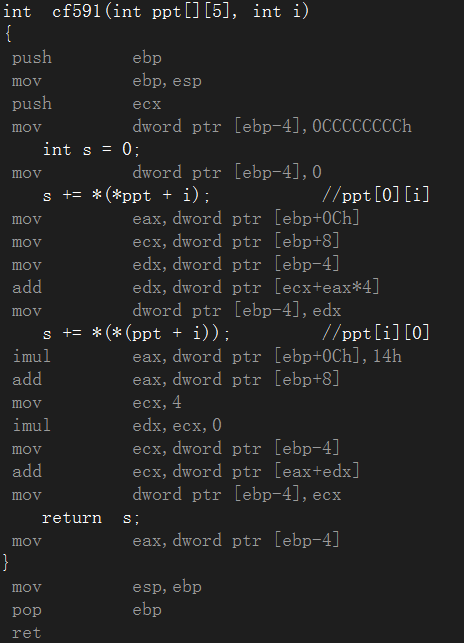 int  cf591(int ppt[][5], int i)
{
push ebp
mov ebp,esp
push ecx
mov dword ptr [ebp-4],0CCCCCCCCh
int s = 0;
mov dword ptr [ebp-4],0
s += *(*ppt + i); //ppt[0][i]
mov eax,dword ptr [ebp+0Ch]
mov ecx,dword ptr [ebp+8]
mov edx,dword ptr [ebp-4]
add edx,dword ptr [ecx+eax*4]
mov dword ptr [ebp-4],edx
s += *(*(ppt + i)); //ppt[i][0]
imul eax,dword ptr [ebp+0Ch],14h
add eax,dword ptr [ebp+8]
mov ecx,4
imul edx,ecx,0
mov ecx,dword ptr [ebp-4]
add ecx,dword ptr [eax+edx]
mov dword ptr [ebp-4],ecx
return  s;
mov eax,dword ptr [ebp-4]
}
mov esp,ebp
pop ebp
ret